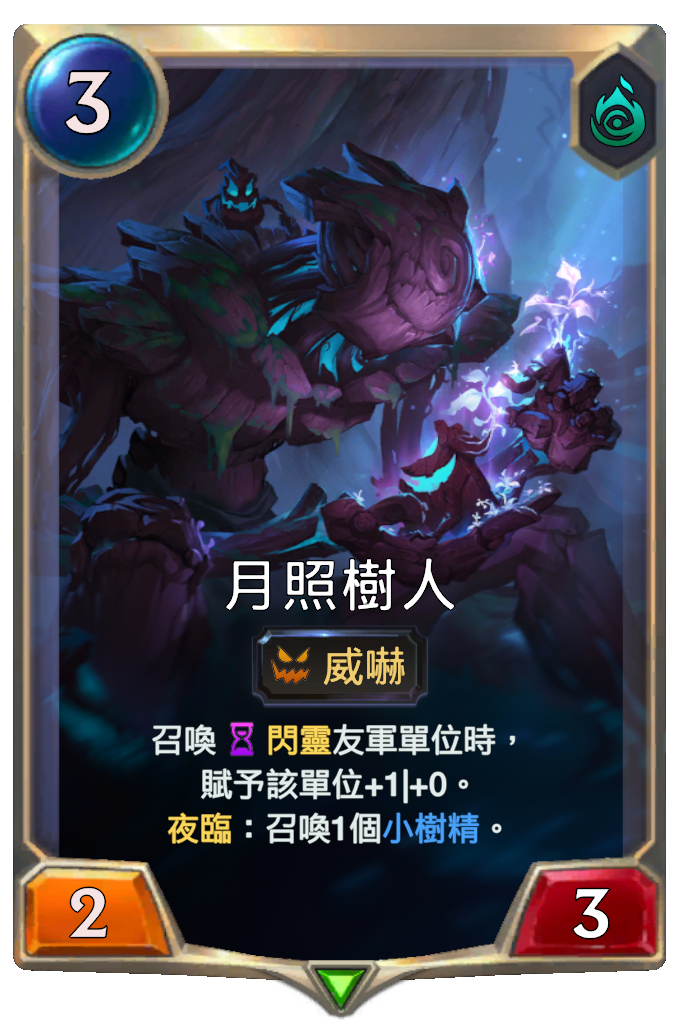 3
月照樹人
威嚇
召喚 閃靈友軍單位時，
賦予該單位+1|+0。
夜臨：召喚1個小樹精。
2
3